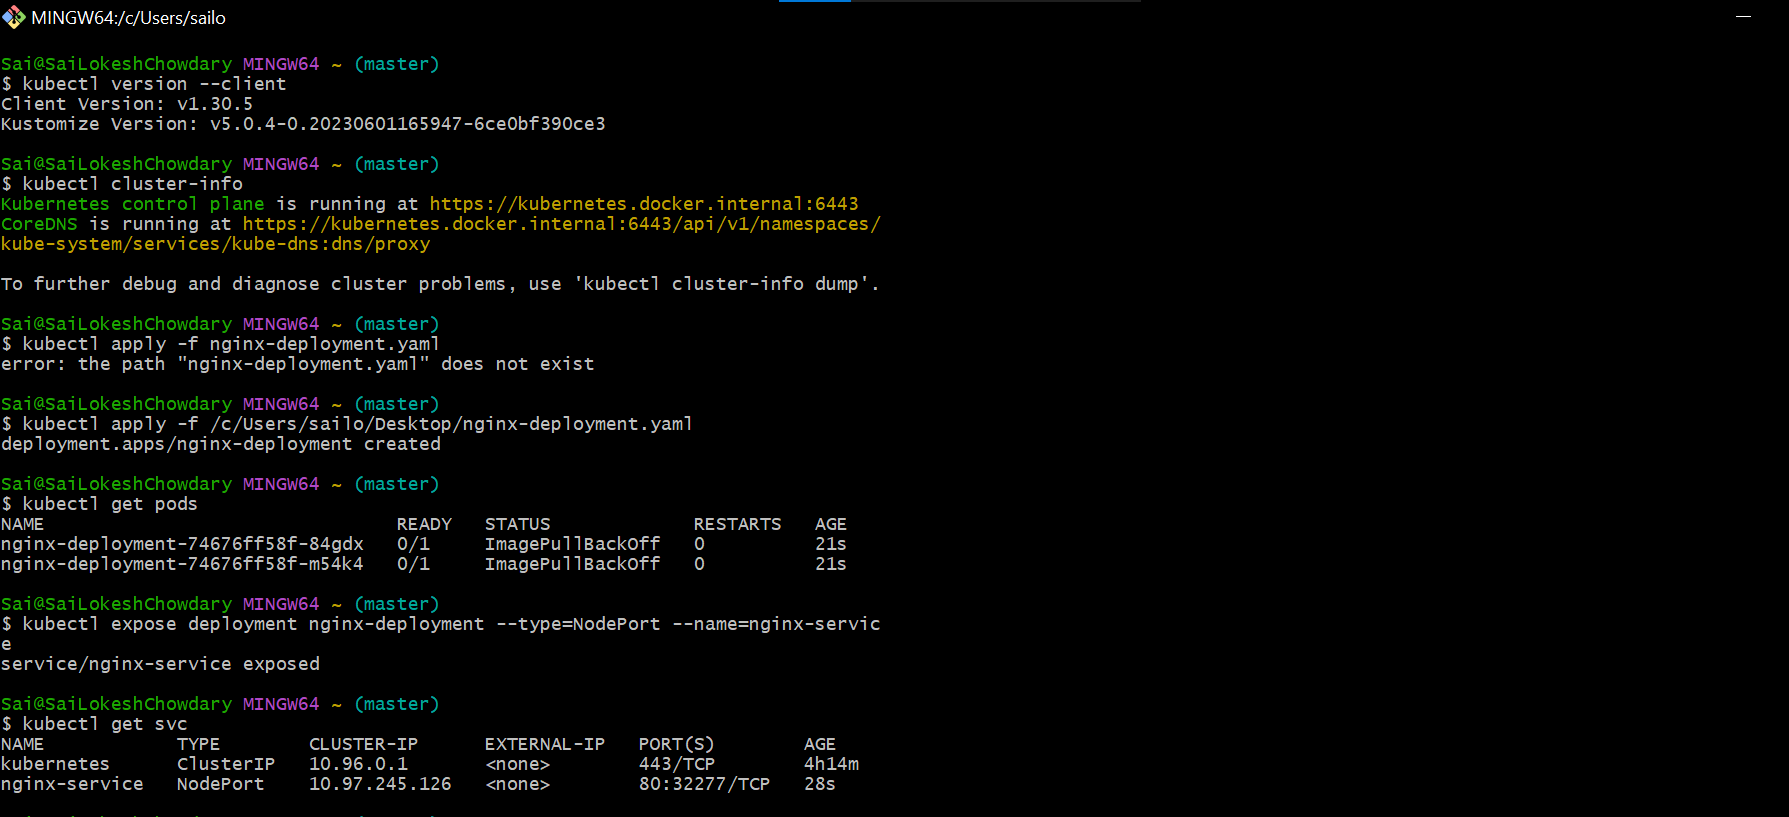 MINGW64:/c/Users/sailo
Sai@SaiLokeshChowdary MINGW64 ~ (master)
$ kubectl version --client
Client Version: v1.30.5
Kustomize Version: v5.0.4-0.20230601165947-6ce0bf390ce3
Sai@SaiLokeshChowdary MINGW64 ~ (master)
$ kubectl cluster-info
Kubernetes control plane is running at https://kubernetes.docker.internal:6443
CoreDNS is running at https://kubernetes.docker.internal:6443/api/v1/namespaces/
kube-system/services/kube-dns:dns/proxy
To further debug and diagnose cluster problems, use 'kubectl cluster-info dump'.
Sai@SaiLokeshChowdary MINGW64 ~ (master)
$ kubectl apply -f nginx-deployment.yaml
error: the path "nginx-deployment.yaml" does not exist
Sai@SaiLokeshChowdary MINGW64 ~ (master)
$ kubectl apply -f /c/Users/sailo/Desktop/nginx-deployment.yaml
deployment.apps/nginx-deployment created
Sai@SaiLokeshChowdary MINGW64 ~ (master)
$ kubectl get pods
NAME READY STATUS RESTARTS AGE
nginx-deployment-74676ff58f-84gdx 0/1 ImagePullBackOff 0 21s
nginx-deployment-74676ff58f-m54k4 0/1 ImagePullBackOff 0 21s
Sai@SaiLokeshChowdary MINGW64 ~ (master)
$ kubectl expose deployment nginx-deployment --type=NodePort --name=nginx-servic
e
service/nginx-service exposed
Sai@SaiLokeshChowdary MINGW64 ~ (master)
$ kubectl get svc
NAME TYPE CLUSTER-IP EXTERNAL-IP PORT(S) AGE
kubernetes ClusterIP 10.96.0.1 <none> 443/TCP 4h14m
nginx-service NodePort 10.97.245.126 <none> 80:32277/TCP 28s